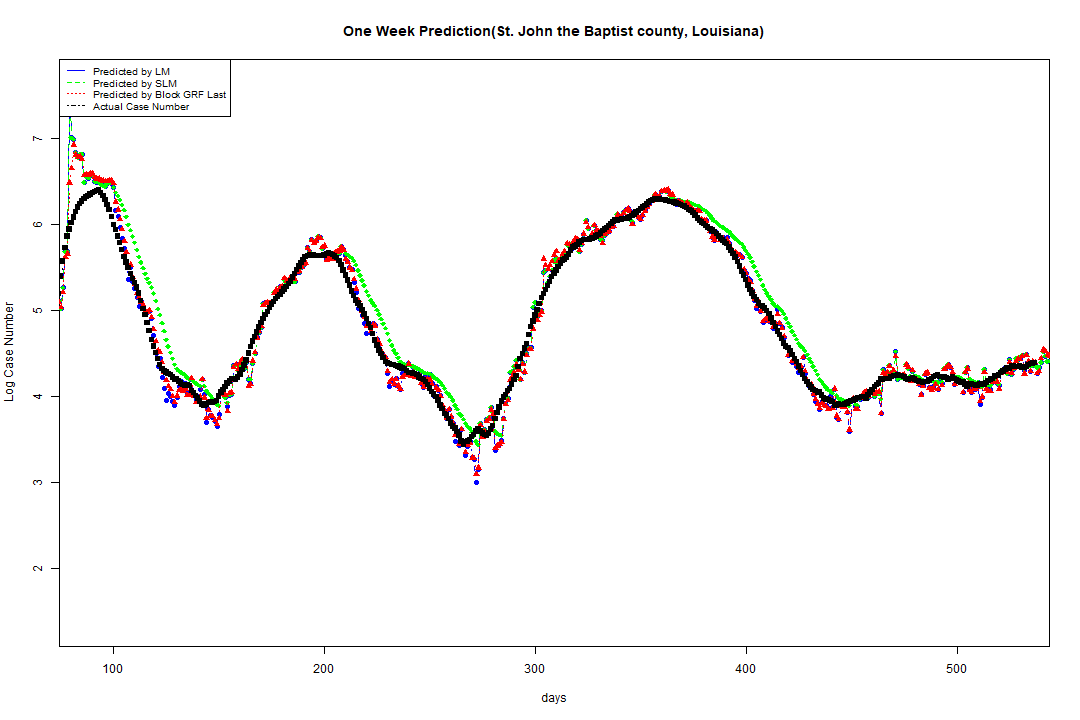 One Week Prediction(St. John the Baptist county, Louisiana)
Predicted by LM
Predicted by SLM
Predicted by Block GRF Last
Actual Case Number
7
6
5
4
3
2
Log Case Number
100 200 300 400 500
days